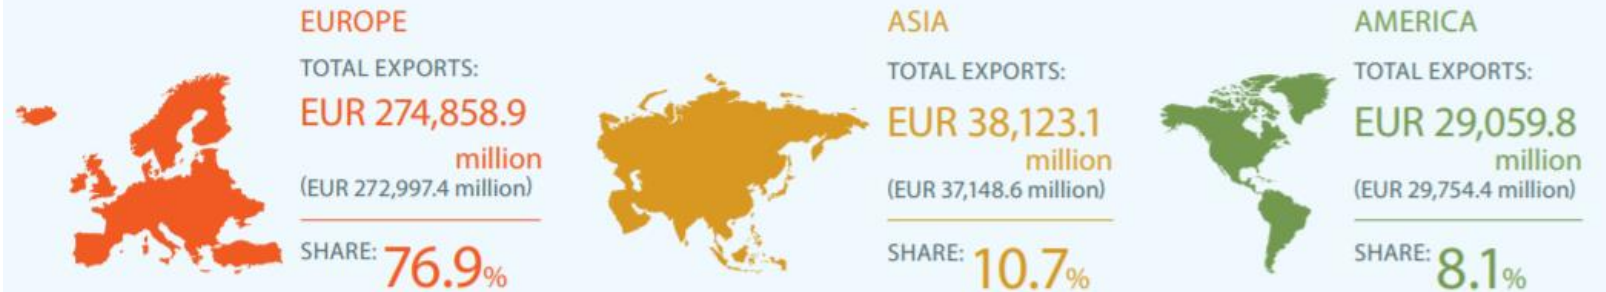 EUROPE
TOTAL EXPORTS:
EUR 274,858.9
million
(EUR 272,997.4 million)
SHARE: 76.9%
ASIA
TOTAL EXPORTS:
EUR 38,123.1
million
(EUR 37,148.6 million)
SHARE: 10.7%
AMERICA
TOTAL EXPORTS:
EUR 29,059.8
million
(EUR 29,754.4 million)
SHARE: 8.1%